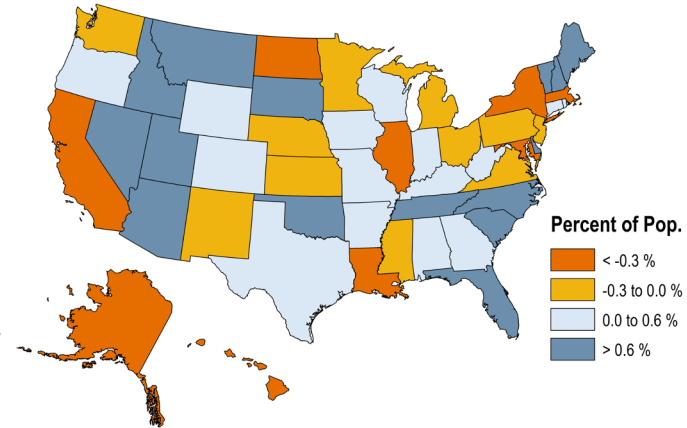 Percent of Pop.
< -0.3 %
-0.3 to 0.0 %
0.0 to 0.6 %
> 0.6 %